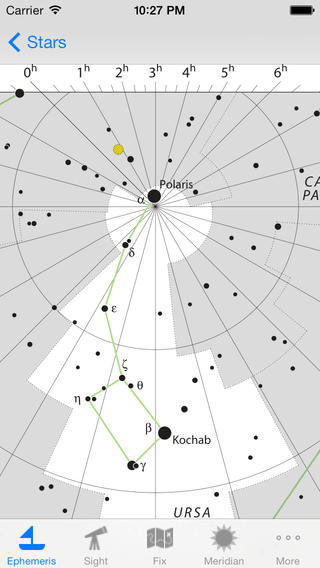 Carrier 10:27 PM
Stars
0h 1h 2h 3h 4h 5h 6h
Polaris
α
CA
PA
δ
ε
ζ
θ
η
β
Kochab
γ
URSA
Ephemeris Sight Fix Meridian More